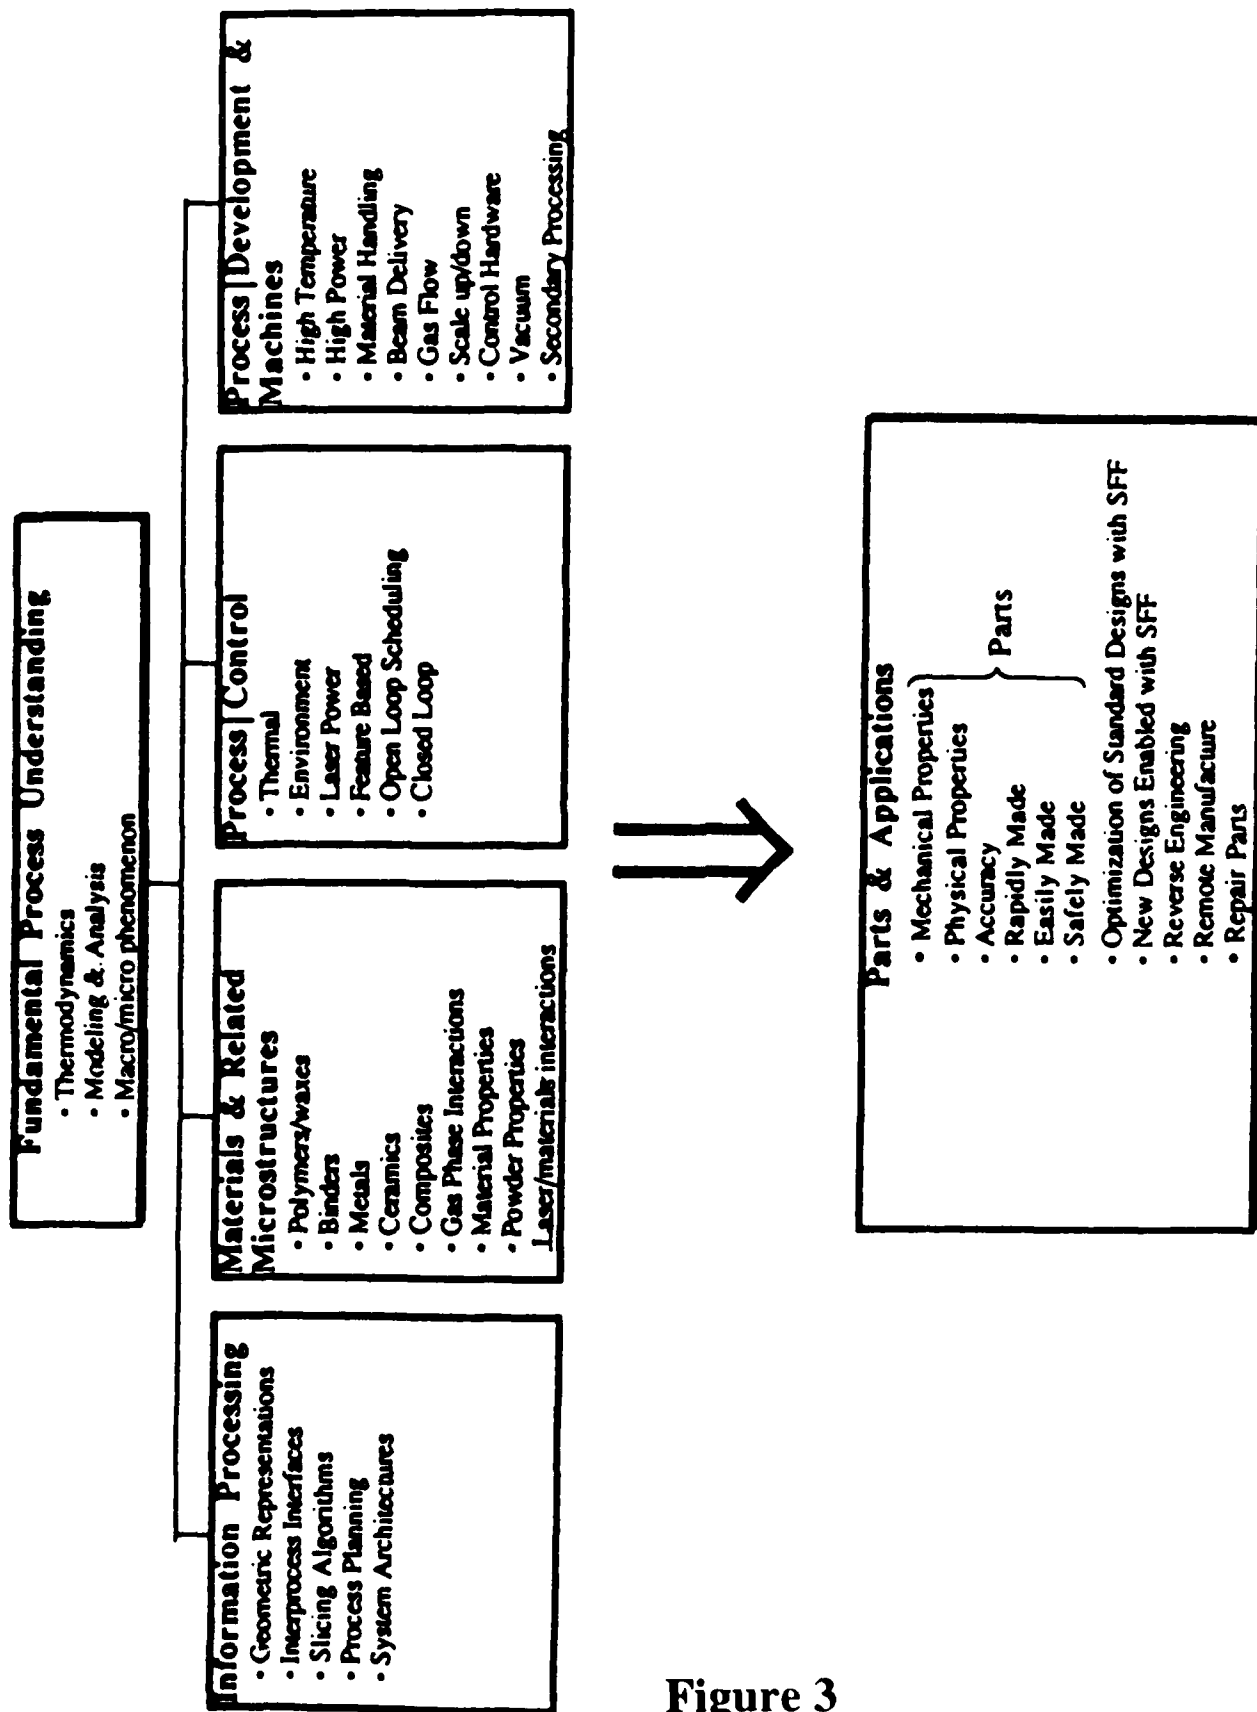 Fundamental Process Understanding
• Thermodynamics
• Modeling & Analysis
• Macro/micro phenomenon
Information Processing
• Geometric Representations
• Interprocess Interfaces
• Slicing Algorithms
• Process Planning
• System Architectures
Materials & Related
Microstructures
• Polymers/waxes
• Binders
• Metals
• Ceramics
• Composites
• Gas Phase Interactions
• Material Properties
• Powder Properties
Laser/materials interactions
Process Control
• Thermal
• Environment
• Laser Power
• Feature Based
• Open Loop Scheduling
• Closed Loop
Process Development &
Machines
• High Temperature
• High Power
• Material Handling
• Beam Delivery
• Gas Flow
• Scale up/down
• Control Hardware
• Vacuum
• Secondary Processing
Parts & Applications
• Mechanical Properties
• Physical Properties
• Accuracy
• Rapidly Made
• Easily Made
• Safely Made
Parts
• Optimization of Standard Designs with SFF
• New Designs Enabled with SFF
• Reverse Engineering
• Remote Manufacture
• Repair Parts
Figure 3